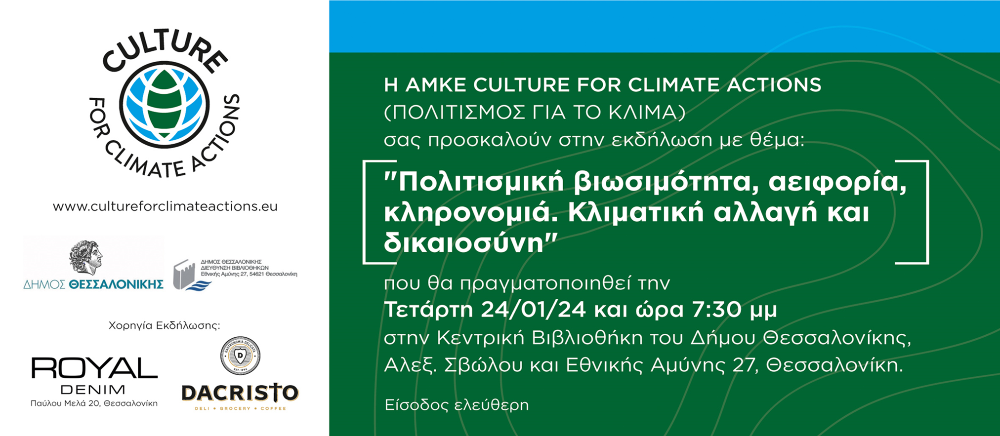 CULTURE
FOR CLIMATE ACTIONS
www.cultureforclimateactions.eu
ΔΗΜΟΣ ΘΕΣΣΑΛΟΝΙΚΗΣ
ΔΗΜΟΣ ΘΕΣΣΑΛΟΝΙΚΗΣ
ΔΙΕΥΘΥΝΣΗ ΒΙΒΛΙΟΘΗΚΩΝ
Εθνικής Αμύνης 27, 54621 Θεσσαλονίκη
Χορηγία Εκδήλωσης:
ROYAL
DENIM
Παύλου Μελά 20, Θεσσαλονίκη
GASTRONOMIA DELICATA
D
EST. 1996
DACRISTO
DELI • GROCERY • COFFEE
Η ΑΜΚΕ CULTURE FOR CLIMATE ACTIONS
(ΠΟΛΙΤΙΣΜΟΣ ΓΙΑ ΤΟ ΚΛΙΜΑ)
σας προσκαλούν στην εκδήλωση με θέμα:
"Πολιτισμική βιωσιμότητα, αειφορία,
κληρονομιά. Κλιματική αλλαγή και
δικαιοσύνη"
που θα πραγματοποιηθεί την
Τετάρτη 24/01/24 και ώρα 7:30 μμ
στην Κεντρική Βιβλιοθήκη του Δήμου Θεσσαλονίκης,
Αλεξ. Σβώλου και Εθνικής Αμύνης 27, Θεσσαλονίκη.
Είσοδος ελεύθερη